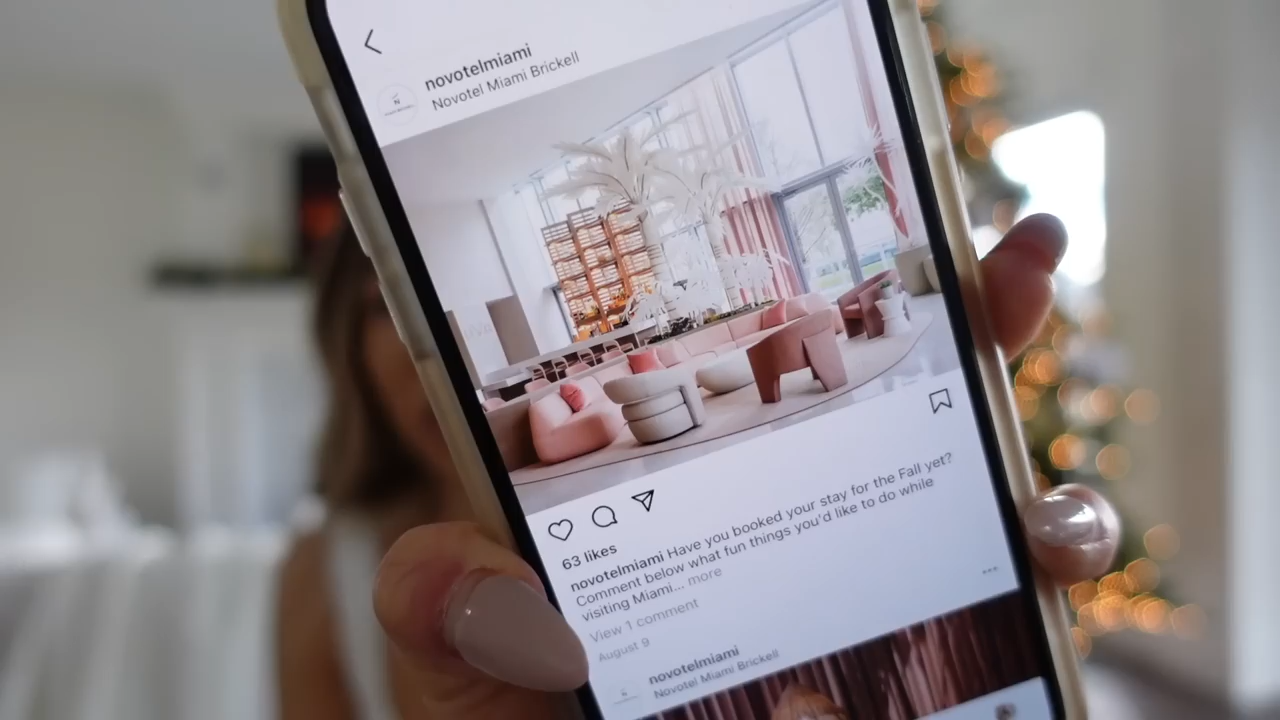 novotelmiami
Novotel Miami Brickell
N
63 likes
novotelmiami Have you booked your stay for the Fall yet?
Comment below what fun things you'd like to do while
visiting Miami... more
View 1 comment
August 9
novotelmiami
Novotel Miami Brickell